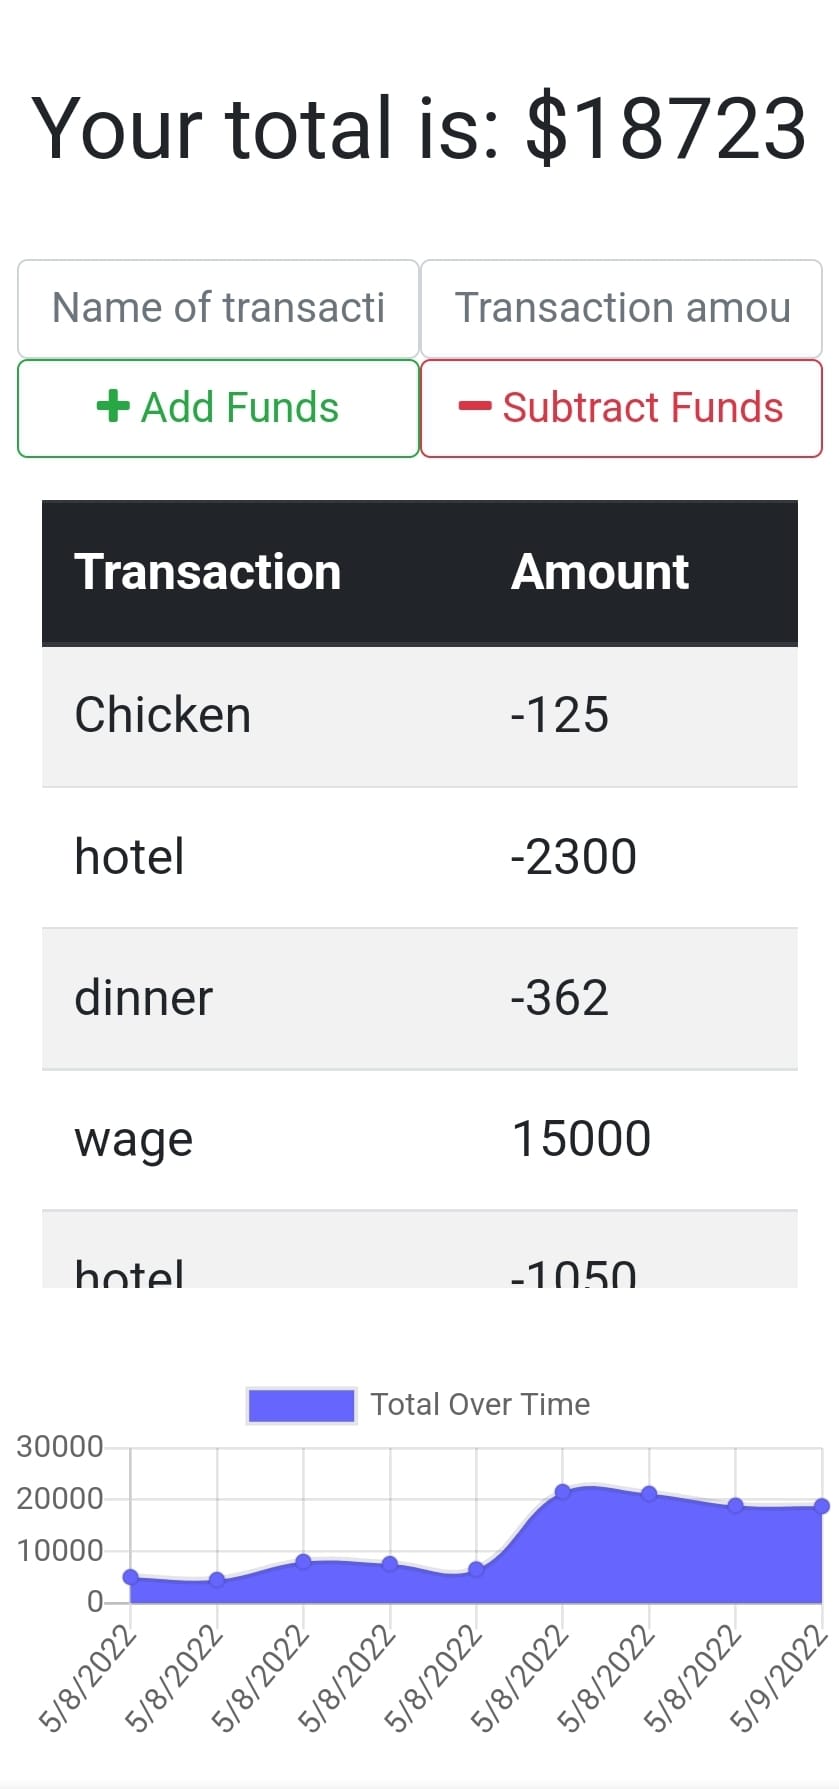 Your total is: $18723
Name of transacti Transaction amou
Add Funds Subtract Funds
Transaction Amount
Chicken -125
hotel -2300
dinner -362
wage 15000
hotel -1050
Total Over Time
30000
20000
10000
0
5/8/2022 5/8/2022 5/8/2022 5/8/2022 5/8/2022 5/8/2022 5/8/2022 5/8/2022 5/9/2022